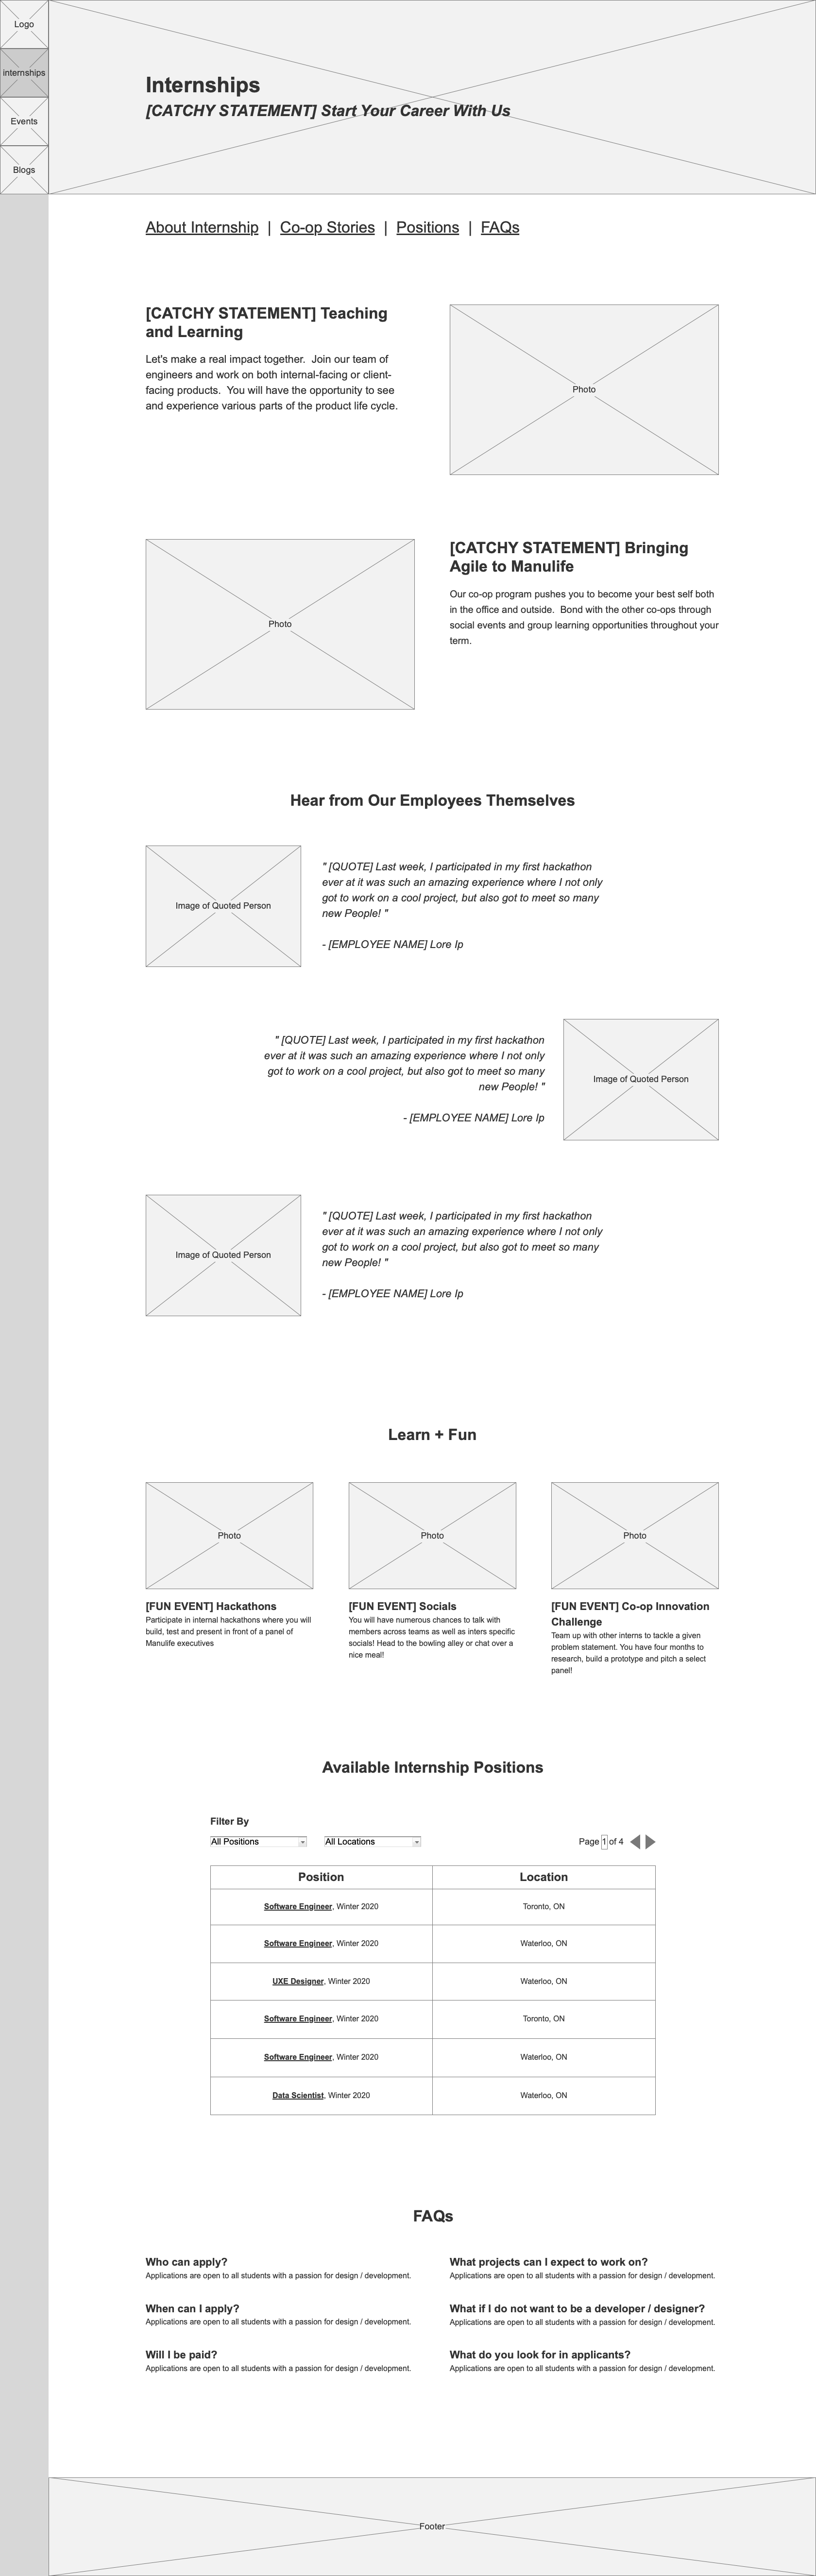 Logo
internships
Events
Blogs
Internships
[CATCHY STATEMENT] Start Your Career With Us
About Internship | Co-op Stories | Positions | FAQs
[CATCHY STATEMENT] Teaching
and Learning
Let's make a real impact together.  Join our team of
engineers and work on both internal-facing or client-
facing products.  You will have the opportunity to see
and experience various parts of the product life cycle.
Photo
Photo
[CATCHY STATEMENT] Bringing
Agile to Manulife
Our co-op program pushes you to become your best self both
in the office and outside.  Bond with the other co-ops through
social events and group learning opportunities throughout your
term.
Hear from Our Employees Themselves
Image of Quoted Person
" [QUOTE] Last week, I participated in my first hackathon
ever at it was such an amazing experience where I not only
got to work on a cool project, but also got to meet so many
new People! "
- [EMPLOYEE NAME] Lore Ip
" [QUOTE] Last week, I participated in my first hackathon
ever at it was such an amazing experience where I not only
got to work on a cool project, but also got to meet so many
new People! "
- [EMPLOYEE NAME] Lore Ip
Image of Quoted Person
Image of Quoted Person
" [QUOTE] Last week, I participated in my first hackathon
ever at it was such an amazing experience where I not only
got to work on a cool project, but also got to meet so many
new People! "
- [EMPLOYEE NAME] Lore Ip
Learn + Fun
Photo
Photo
Photo
[FUN EVENT] Hackathons
Participate in internal hackathons where you will
build, test and present in front of a panel of
Manulife executives
[FUN EVENT] Socials
You will have numerous chances to talk with
members across teams as well as inters specific
socials! Head to the bowling alley or chat over a
nice meal!
[FUN EVENT] Co-op Innovation
Challenge
Team up with other interns to tackle a given
problem statement. You have four months to
research, build a prototype and pitch a select
panel!
Available Internship Positions
Filter By
All Positions
All Locations
Page 1 of 4
Position
Location
Software Engineer, Winter 2020
Toronto, ON
Software Engineer, Winter 2020
Waterloo, ON
UXE Designer, Winter 2020
Waterloo, ON
Software Engineer, Winter 2020
Toronto, ON
Software Engineer, Winter 2020
Waterloo, ON
Data Scientist, Winter 2020
Waterloo, ON
FAQs
Who can apply?
Applications are open to all students with a passion for design / development.
What projects can I expect to work on?
Applications are open to all students with a passion for design / development.
When can I apply?
Applications are open to all students with a passion for design / development.
What if I do not want to be a developer / designer?
Applications are open to all students with a passion for design / development.
Will I be paid?
Applications are open to all students with a passion for design / development.
What do you look for in applicants?
Applications are open to all students with a passion for design / development.
Footer